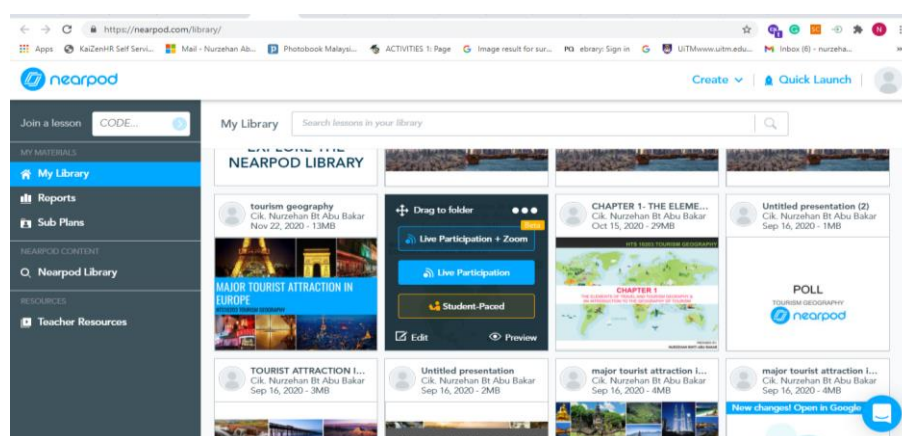 https://nearpod.com/library/
Apps
KaiZenHR Self Servi...
Mail - Nurzehan Ab...
Photobook Malaysi...
ACTIVITIES 1: Page
Image result for sur...
ebrary: Sign in
UiTMwww.uitm.edu...
Inbox (6) - nurzeha...
nearpod
Create
Quick Launch
Join a lesson
CODE...
My Library
Search lessons in your library
MY MATERIALS
My Library
Reports
Sub Plans
NEARPOD CONTENT
Nearpod Library
RESOURCES
Teacher Resources
EXPLORE THE
NEARPOD LIBRARY
tourism geography
Cik. Nurzehan Bt Abu Bakar
Nov 22, 2020 - 13MB
MAJOR TOURIST ATTRACTION IN
EUROPE
Drag to folder
Beta
Live Participation + Zoom
Live Participation
Student-Paced
Edit
Preview
CHAPTER 1- THE ELEME...
Cik. Nurzehan Bt Abu Bakar
Oct 15, 2020 - 29MB
CHAPTER 1
Untitled presentation (2)
Cik. Nurzehan Bt Abu Bakar
Sep 16, 2020 - 1MB
POLL
TOURISM GEOGRAPHY
nearpod
TOURIST ATTRACTION I...
Cik. Nurzehan Bt Abu Bakar
Sep 16, 2020 - 3MB
Untitled presentation
Cik. Nurzehan Bt Abu Bakar
Sep 16, 2020 - 2MB
major tourist attraction i...
Cik. Nurzehan Bt Abu Bakar
Sep 16, 2020 - 4MB
major tourist attraction i...
Cik. Nurzehan Bt Abu Bakar
Sep 16, 2020 - 4MB
New changes! Open in Google